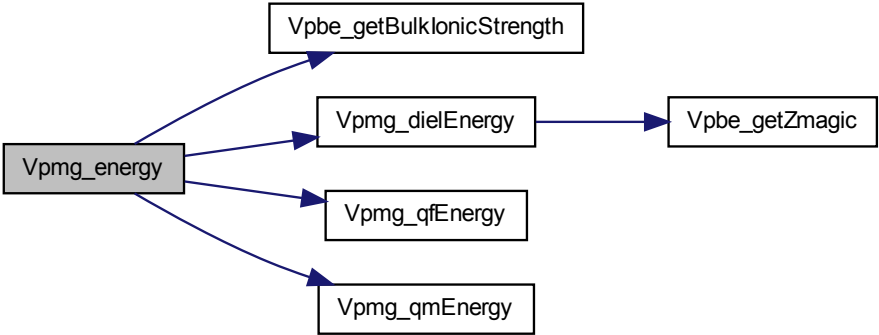 Vpbe_getBulkIonicStrength
Vpmg_dielEnergy
Vpbe_getZmagic
Vpmg_energy
Vpmg_qfEnergy
Vpmg_qmEnergy